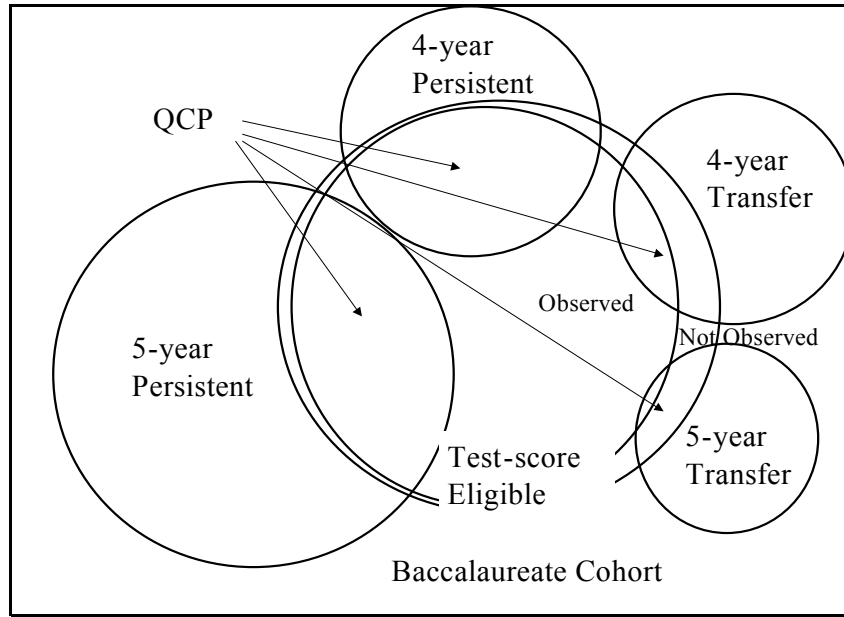 4-year
Persistent
QCP
4-year
Transfer
Observed
Not Observed
5-year
Persistent
5-year
Transfer
Test-score
Eligible
Baccalaureate Cohort